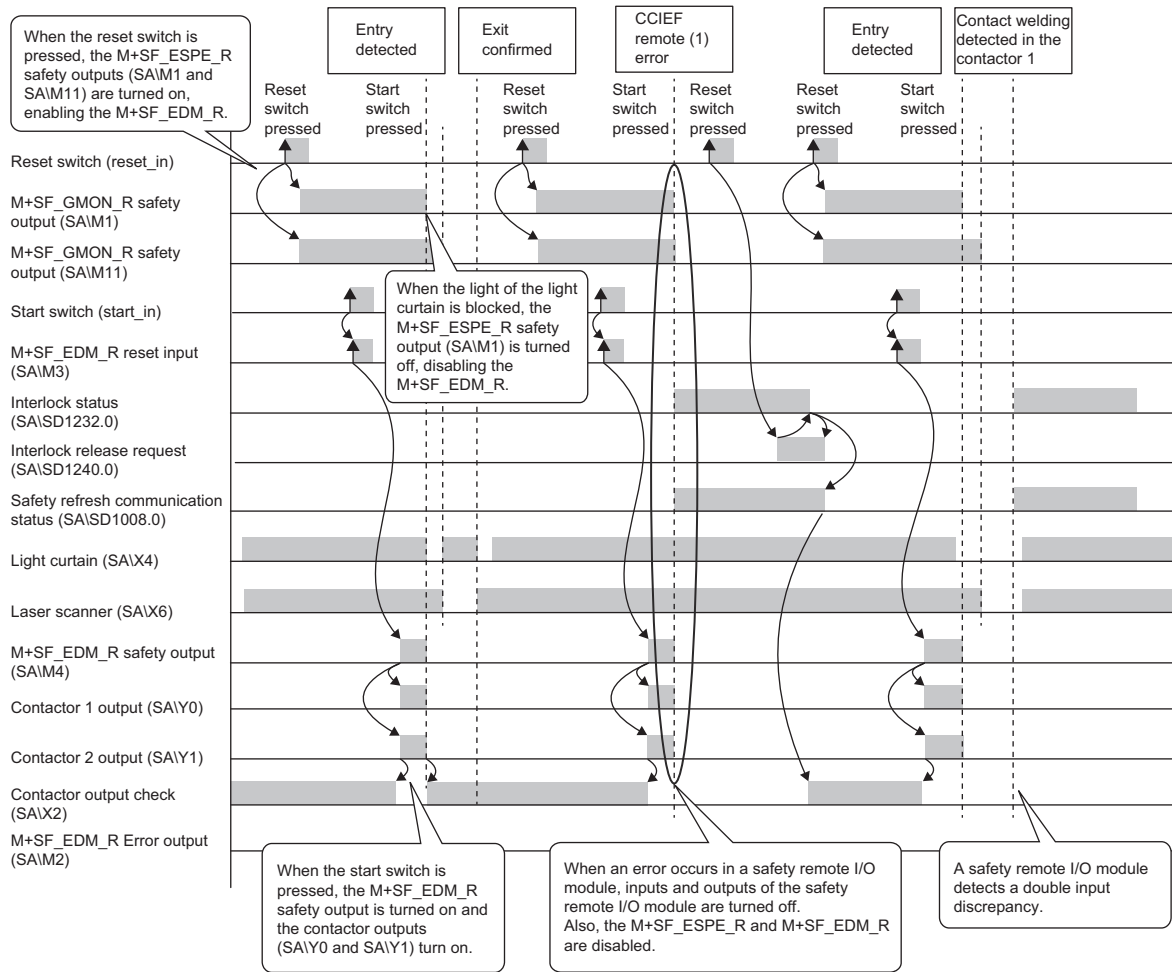 When the reset switch is
pressed, the M+SF_ESPE_R
safety outputs (SA\M1 and
SA\M11) are turned on,
enabling the M+SF_EDM_R.
Entry
detected
Exit
confirmed
CCIEF
remote (1)
error
Entry
detected
Contact welding
detected in the
contactor 1
Reset
switch
pressed
Start
switch
pressed
Reset
switch
pressed
Start
switch
pressed
Reset
switch
pressed
Reset
switch
pressed
Start
switch
pressed
Reset switch (reset_in)
M+SF_GMON_R safety
output (SA\M1)
M+SF_GMON_R safety
output (SA\M11)
When the light of the light
curtain is blocked, the
M+SF_ESPE_R safety
output (SA\M1) is turned
off, disabling the
M+SF_EDM_R.
Start switch (start_in)
M+SF_EDM_R reset input
(SA\M3)
Interlock status
(SA\SD1232.0)
Interlock release request
(SA\SD1240.0)
Safety refresh communication
status (SA\SD1008.0)
Light curtain (SA\X4)
Laser scanner (SA\X6)
M+SF_EDM_R safety output
(SA\M4)
Contactor 1 output (SA\Y0)
Contactor 2 output (SA\Y1)
Contactor output check
(SA\X2)
M+SF_EDM_R Error output
(SA\M2)
When the start switch is
pressed, the M+SF_EDM_R
safety output is turned on and
the contactor outputs
(SA\Y0 and SA\Y1) turn on.
When an error occurs in a safety remote I/O
module, inputs and outputs of the safety
remote I/O module are turned off.
Also, the M+SF_ESPE_R and M+SF_EDM_R
are disabled.
A safety remote I/O module
detects a double input
discrepancy.